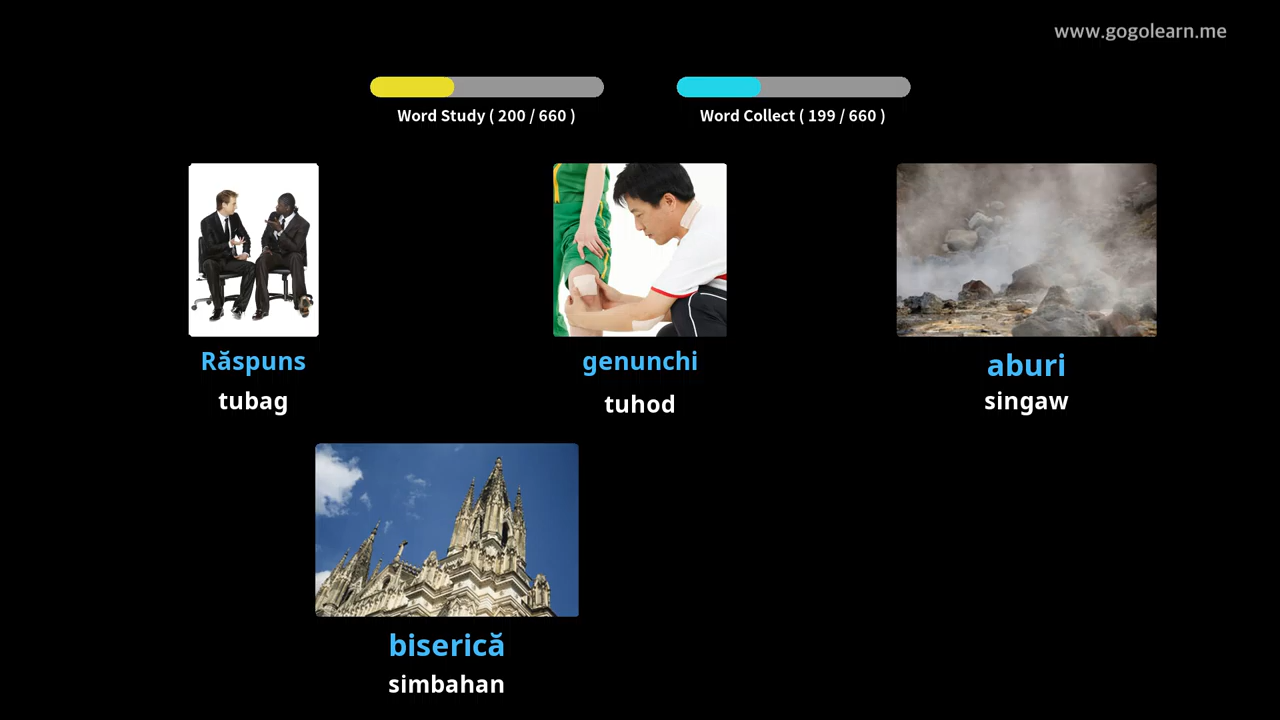 www.gogolearn.me
Word Study ( 200 / 660 )
Word Collect ( 199 / 660 )
Răspuns
tubag
genunchi
tuhod
aburi
singaw
biserică
simbahan